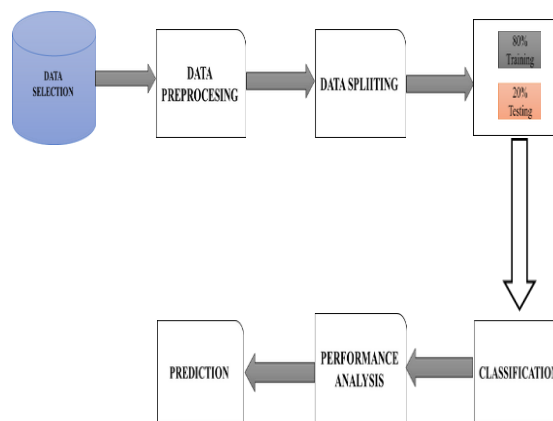 DATA
SELECTION
DATA
PREPROCESING
DATA SPLIITING
80%
Training
20%
Testing
CLASSIFICATION
PERFORMANCE
ANALYSIS
PREDICTION